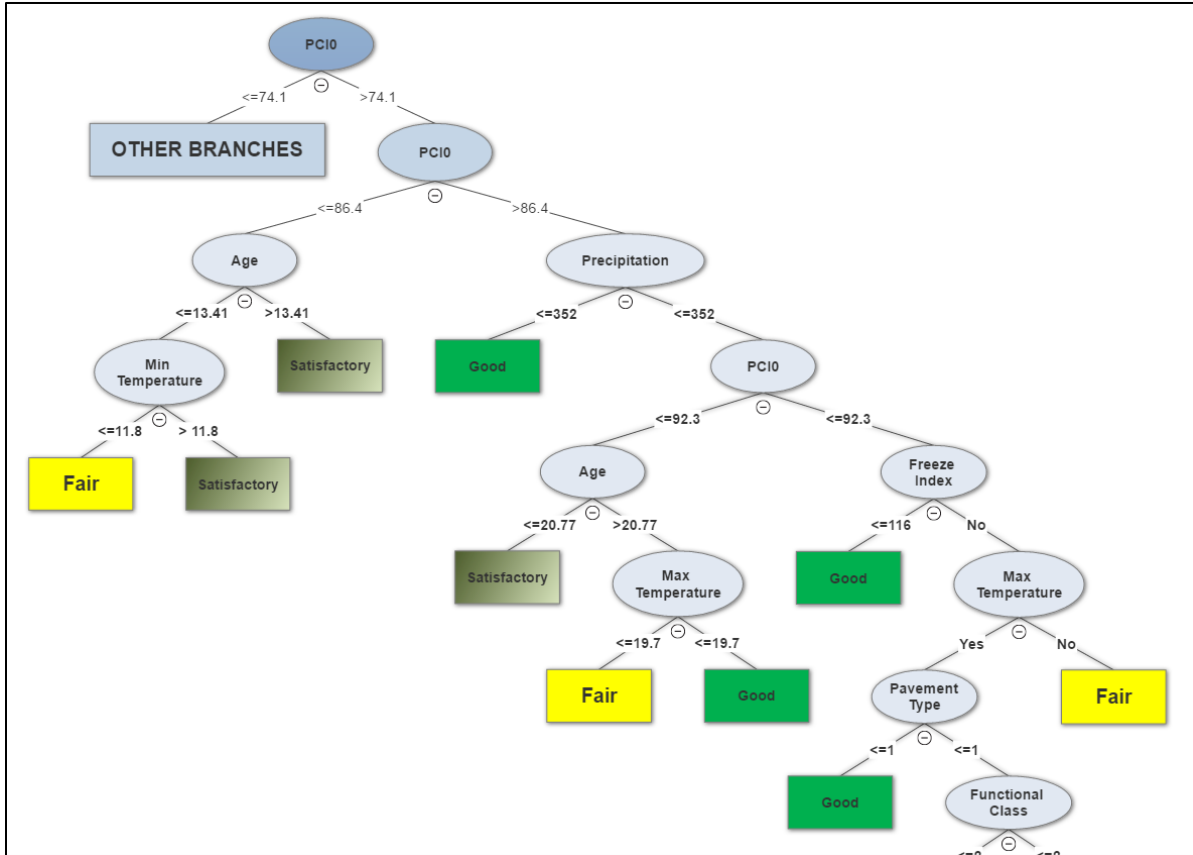 PCI0
<=74.1
>74.1
OTHER BRANCHES
PCI0
<=86.4
>86.4
Age
Precipitation
<=13.41
>13.41
<=352
<=352
Min
Temperature
Satisfactory
Good
PCI0
<=11.8
> 11.8
<=92.3
<=92.3
Fair
Satisfactory
Age
Freeze
Index
<=20.77
>20.77
<=116
No
Satisfactory
Max
Temperature
Good
Max
Temperature
<=19.7
<=19.7
Yes
No
Fair
Good
Pavement
Type
Fair
<=1
<=1
Good
Functional
Class